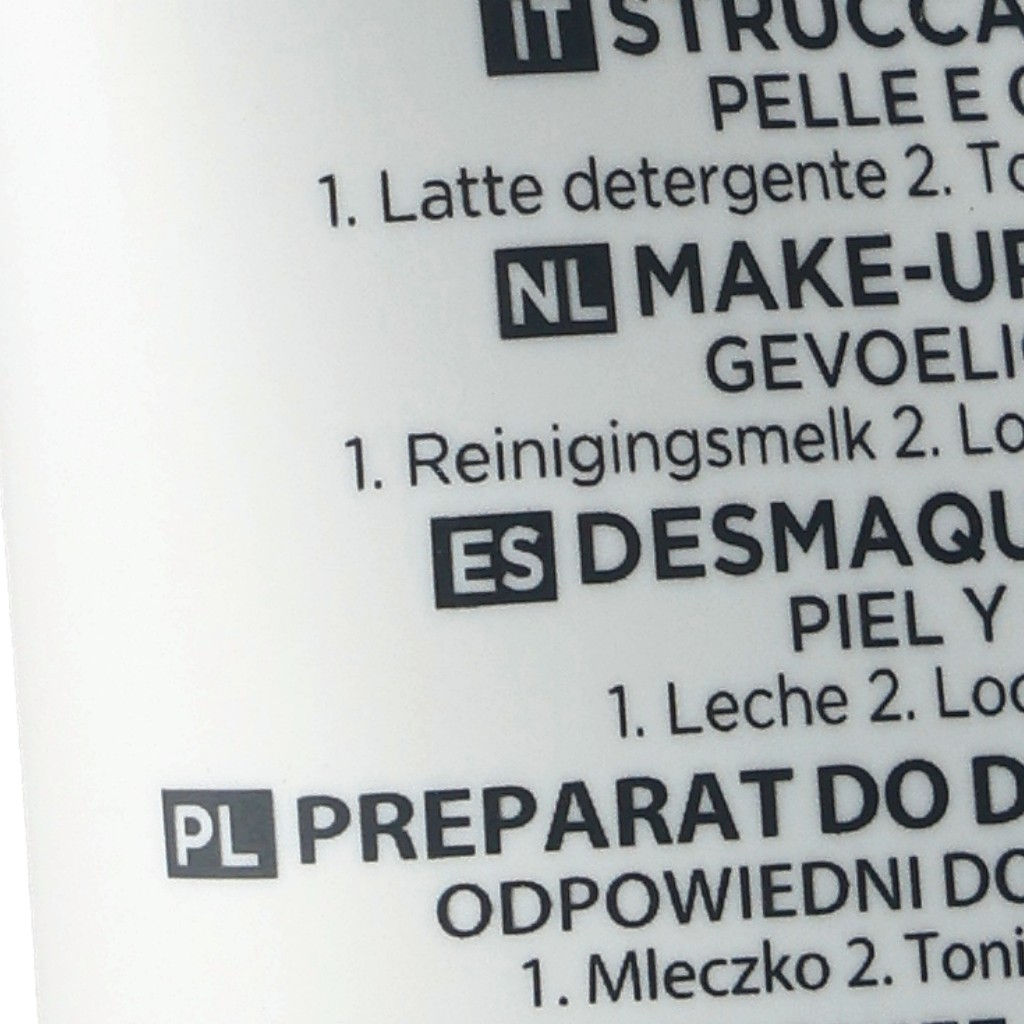 IT STRUCCA
PELLE E
1. Latte detergente 2. To
NL MAKE-UP
GEVOELI
1. Reinigingsmelk 2. Lo
ES DESMAQU
PIEL Y
1. Leche 2. Loc
PL PREPARAT DO D
ODPOWIEDNI DO
1. Mleczko 2. Toni